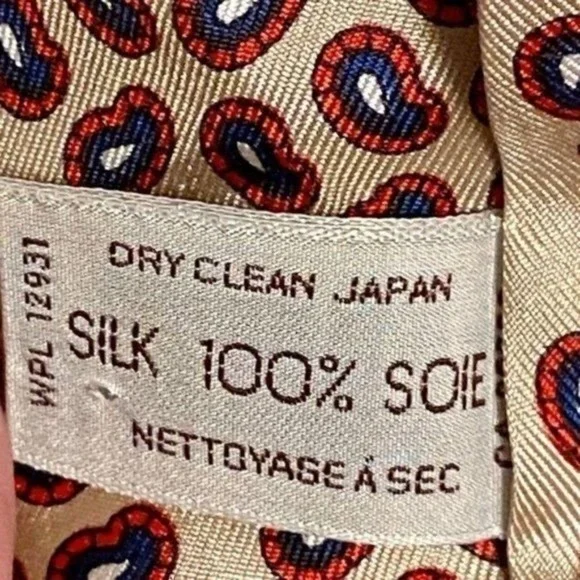 DRY CLEAN JAPAN
SILK 100% SOIE
NETTOYAGE À SEC
WPL 12931